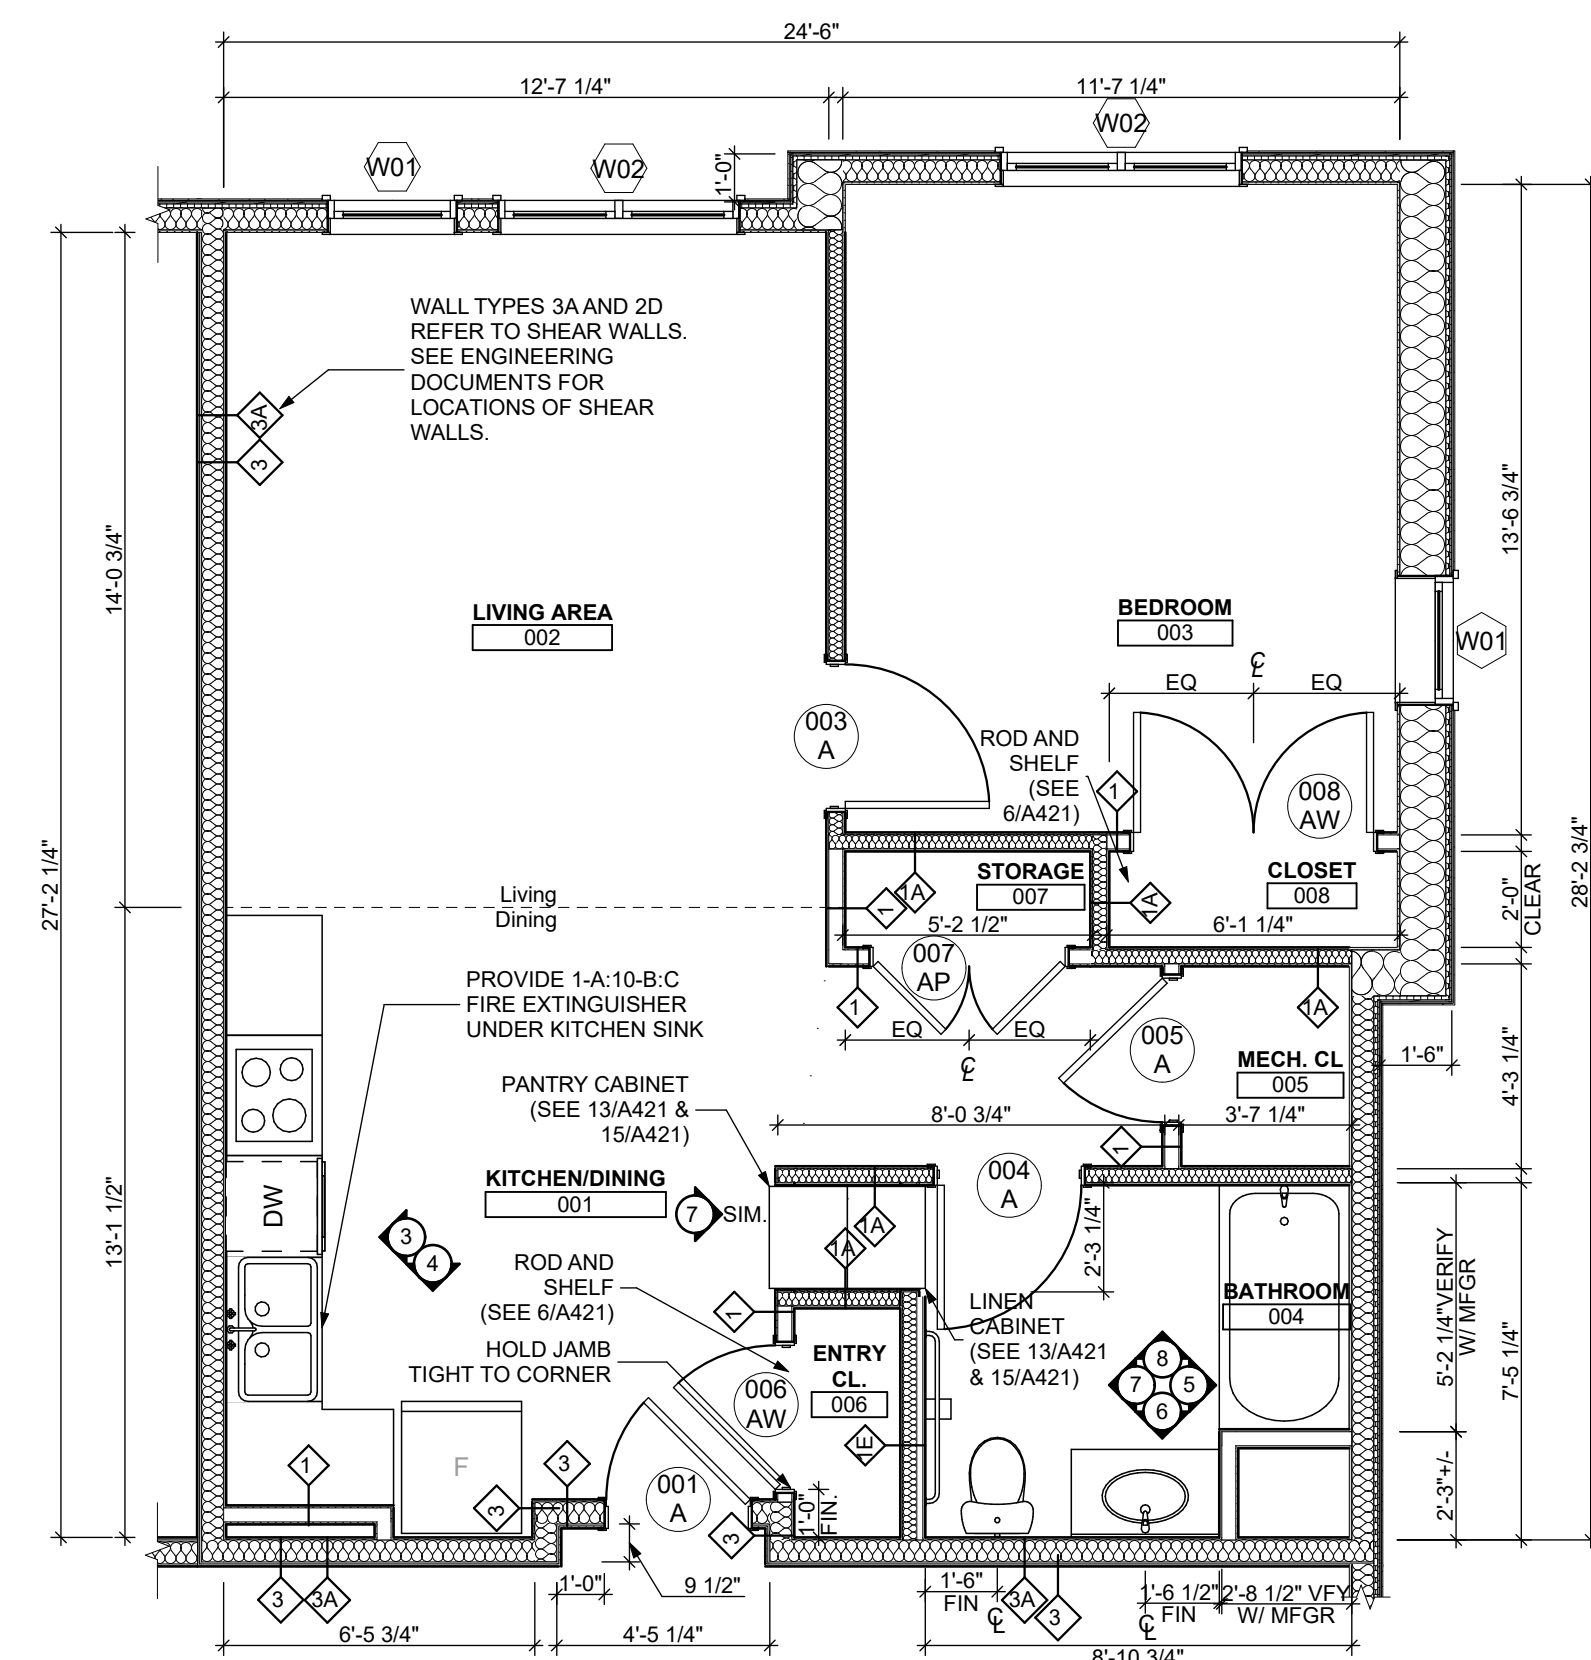 24'-6"
12'-7 1/4"
11'-7 1/4"
W01
W02
W02
1'-0"
WALL TYPES 3A AND 2D
REFER TO SHEAR WALLS.
SEE ENGINEERING
DOCUMENTS FOR
LOCATIONS OF SHEAR
WALLS.
3A
3
14'-0 3/4"
27'-2 1/4"
13'-1 1/2"
LIVING AREA
002
BEDROOM
003
W01
13'-6 3/4"
28'-2 3/4"
EQ
℄
EQ
003
A
ROD AND
SHELF
(SEE
6/A421)
1
008
AW
STORAGE
007
CLOSET
008
1
1A
1A
2'-0"
CLEAR
5'-2 1/2"
6'-1 1/4"
Living
Dining
007
AP
1
1A
EQ
EQ
℄
PROVIDE 1-A:10-B:C
FIRE EXTINGUISHER
UNDER KITCHEN SINK
005
A
MECH. CL
005
1'-6"
4'-3 1/4"
PANTRY CABINET
(SEE 13/A421 &
15/A421)
8'-0 3/4"
3'-7 1/4"
1
004
A
KITCHEN/DINING
001
7
SIM.
1A
1A
DW
3
4
2'-3 1/4"
ROD AND
SHELF
(SEE 6/A421)
1
HOLD JAMB
TIGHT TO CORNER
LINEN
CABINET
(SEE 13/A421
& 15/A421)
BATHROOM
004
5'-2 1/4"VERIFY
W/ MFGR
7'-5 1/4"
ENTRY
CL.
006
006
AW
8
7
5
6
1E
F
1
3
3
001
A
3
1'-0"
FIN.
2'-3"+/-
3
3A
1'-0"
9 1/2"
1'-6"
FIN
℄
3A
3
1'-6 1/2"
FIN
℄
2'-8 1/2" VFY
W/ MFGR
6'-5 3/4"
4'-5 1/4"
8'-10 3/4"